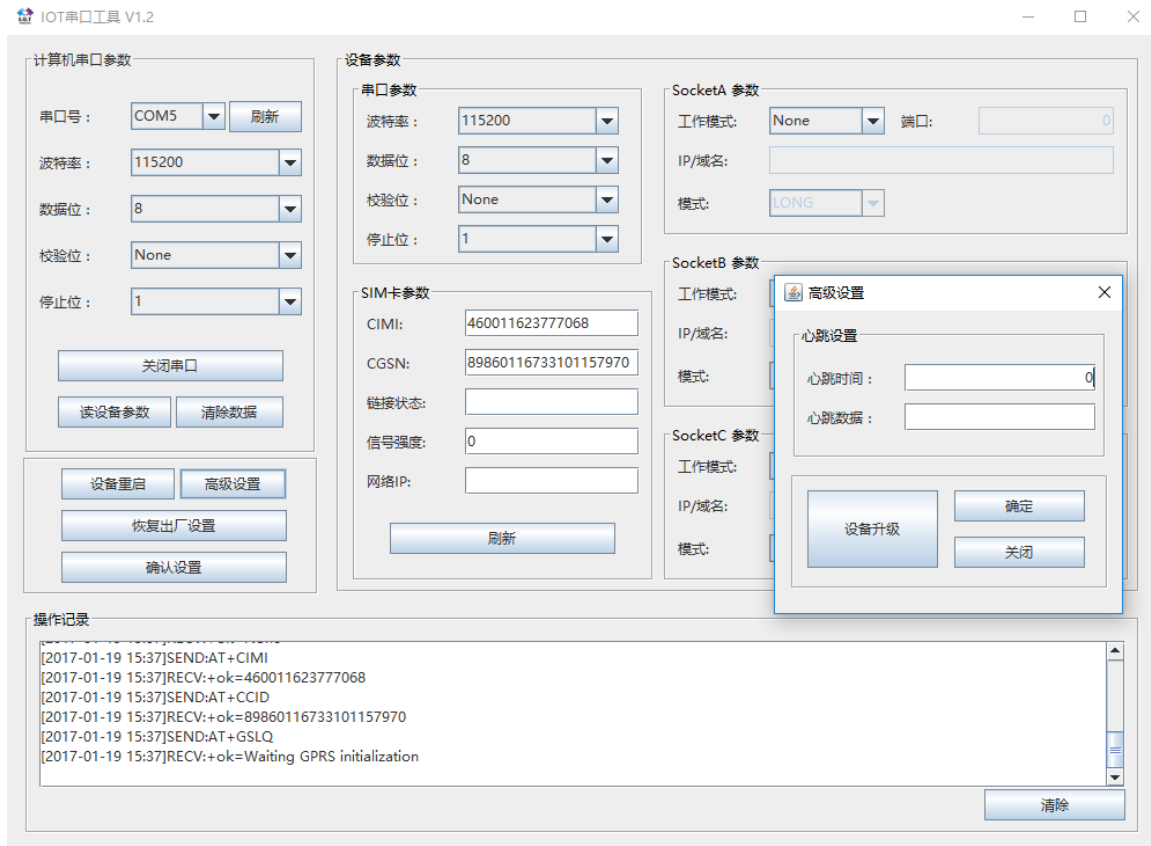 IOT串口工具 V1.2
计算机串口参数
串口号：
COM5
刷新
波特率：
115200
数据位：
8
校验位：
None
停止位：
1
关闭串口
读设备参数
清除数据
设备重启
高级设置
恢复出厂设置
确认设置
设备参数
串口参数
波特率：
115200
数据位：
8
校验位：
None
停止位：
1
SIM卡参数
CIMI:
460011623777068
CGSN:
89860116733101157970
链接状态:
信号强度:
0
网络IP:
刷新
SocketA 参数
工作模式:
None
端口:
0
IP/域名:
模式:
LONG
SocketB 参数
工作模式:
IP/域名:
模式:
SocketC 参数
工作模式:
IP/域名:
模式:
高级设置
心跳设置
心跳时间：
0
心跳数据：
设备升级
确定
关闭
操作记录
[2017-01-19 15:37]SEND:AT+CIMI
[2017-01-19 15:37]RECV:+ok=460011623777068
[2017-01-19 15:37]SEND:AT+CCID
[2017-01-19 15:37]RECV:+ok=89860116733101157970
[2017-01-19 15:37]SEND:AT+GSLQ
[2017-01-19 15:37]RECV:+ok=Waiting GPRS initialization
清除